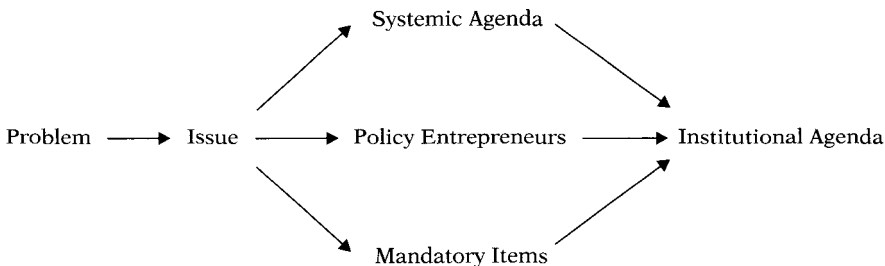 Systemic Agenda
Problem Issue Policy Entrepreneurs Institutional Agenda
Mandatory Items